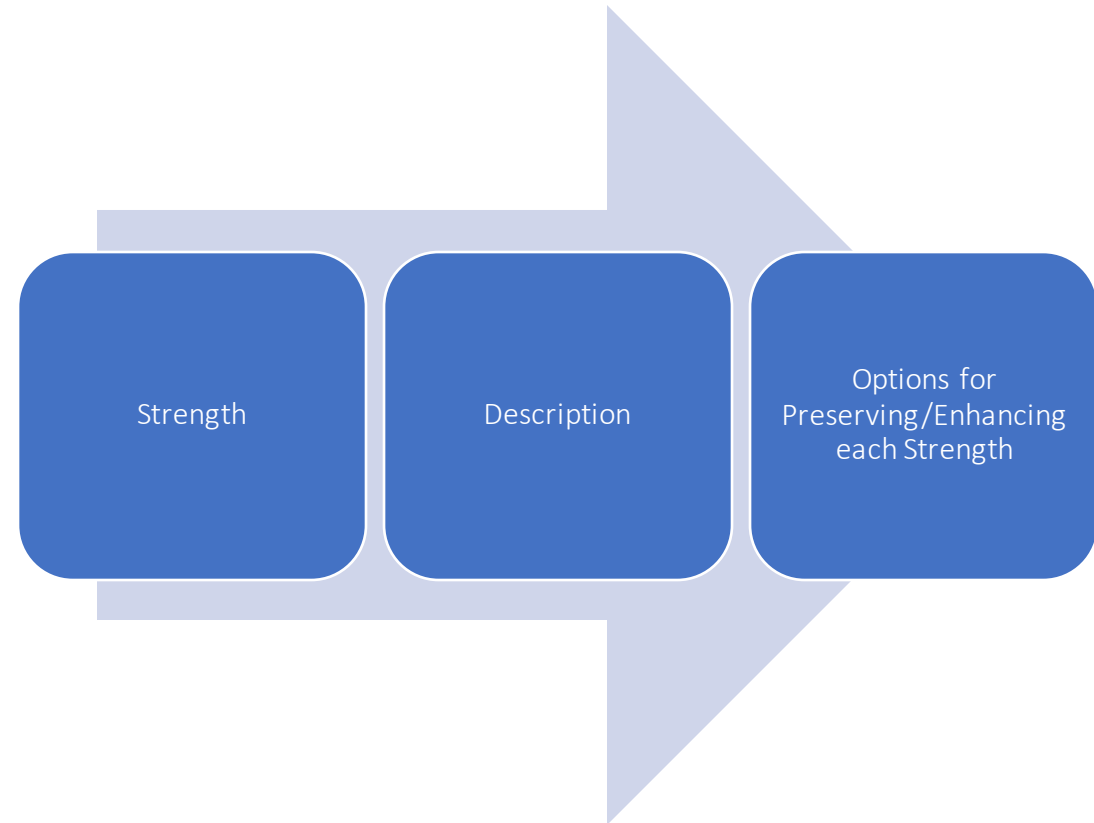 Strength
Description
Options for
Preserving/Enhancing
each Strength